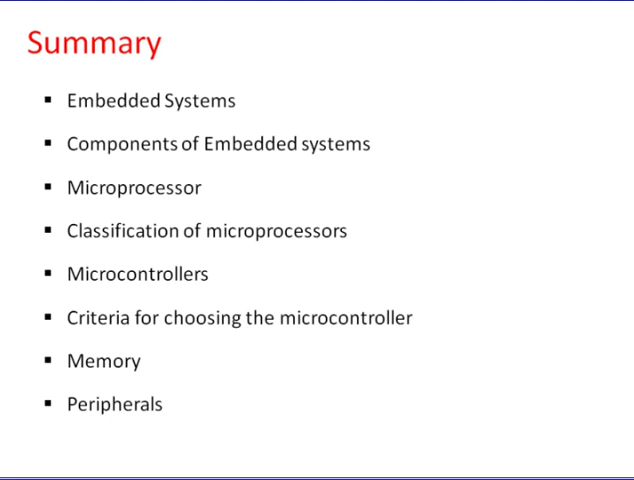 Summary
▪ Embedded Systems
▪ Components of Embedded systems
▪ Microprocessor
▪ Classification of microprocessors
▪ Microcontrollers
▪ Criteria for choosing the microcontroller
▪ Memory
▪ Peripherals